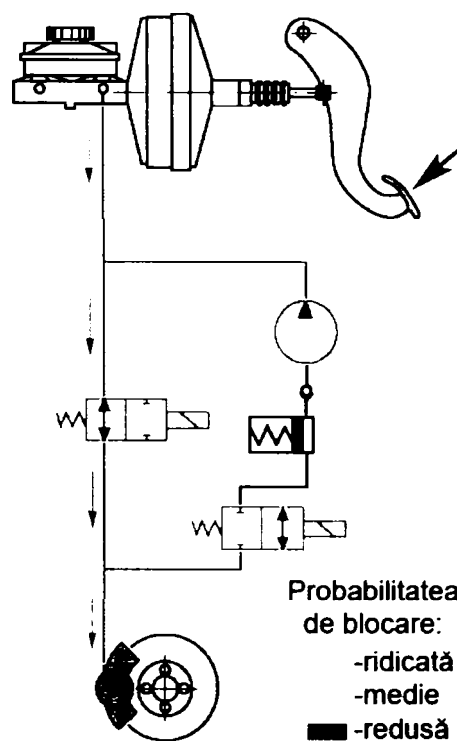 Probabilitatea
de blocare:
-ridicată
-medie
-redusă